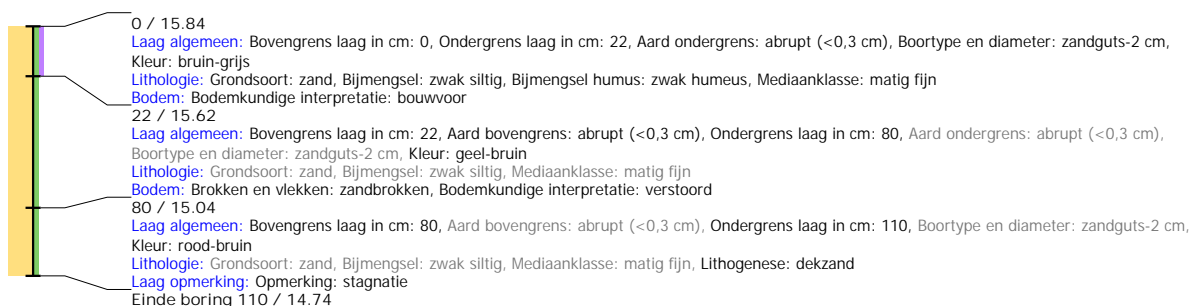 0 / 15.84
Laag algemeen: Bovengrens laag in cm: 0, Ondergrens laag in cm: 22, Aard ondergrens: abrupt (<0,3 cm), Boortype en diameter: zandguts-2 cm,
Kleur: bruin-grijs
Lithologie: Grondsoort: zand, Bijmengsel: zwak siltig, Bijmengsel humus: zwak humeus, Mediaanklasse: matig fijn
Bodem: Bodemkundige interpretatie: bouwvoor
22 / 15.62
Laag algemeen: Bovengrens laag in cm: 22, Aard bovengrens: abrupt (<0,3 cm), Ondergrens laag in cm: 80, Aard ondergrens: abrupt (<0,3 cm),
Boortype en diameter: zandguts-2 cm, Kleur: geel-bruin
Lithologie: Grondsoort: zand, Bijmengsel: zwak siltig, Mediaanklasse: matig fijn
Bodem: Brokken en vlekken: zandbrokken, Bodemkundige interpretatie: verstoord
80 / 15.04
Laag algemeen: Bovengrens laag in cm: 80, Aard bovengrens: abrupt (<0,3 cm), Ondergrens laag in cm: 110, Boortype en diameter: zandguts-2 cm,
Kleur: rood-bruin
Lithologie: Grondsoort: zand, Bijmengsel: zwak siltig, Mediaanklasse: matig fijn, Lithogenese: dekzand
Laag opmerking: Opmerking: stagnatie
Einde boring 110 / 14.74